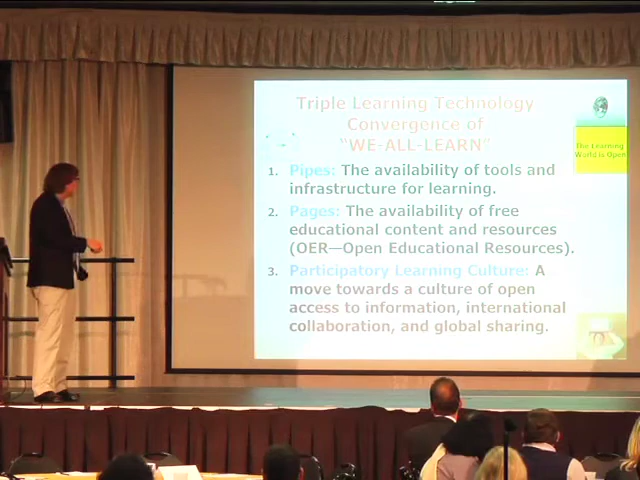 Triple Learning Technology
Convergence of
“WE-ALL-LEARN”
The Learning
World is Open
1. Pipes: The availability of tools and
infrastructure for learning.
2. Pages: The availability of free
educational content and resources
(OER—Open Educational Resources).
3. Participatory Learning Culture: A
move towards a culture of open
access to information, international
collaboration, and global sharing.